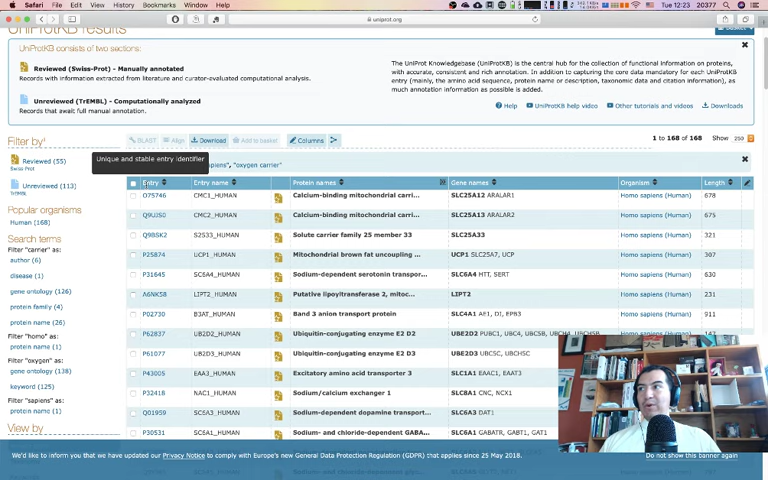 Safari File Edit View History Bookmarks Window Help
Tue 12:23 20377
uniprot.org
UniProtKB results
Basket
UniProtKB consists of two sections:
Reviewed (Swiss-Prot) - Manually annotated
Records with information extracted from literature and curator-evaluated computational analysis.
Unreviewed (TrEMBL) - Computationally analyzed
Records that await full manual annotation.
The UniProt Knowledgebase (UniProtKB) is the central hub for the collection of functional information on proteins,
with accurate, consistent and rich annotation. In addition to capturing the core data mandatory for each UniProtKB
entry (mainly, the amino acid sequence, protein name or description, taxonomic data and citation information), as
much annotation information as possible is added.
Help UniProtKB help video Other tutorials and videos Downloads
Filter by
BLAST Align Download Add to basket Columns
1 to 168 of 168 Show 250
Reviewed (55)
Swiss-Prot
Unique and stable entry identifier
sapiens", "oxygen carrier"
Unreviewed (113)
TrEMBL
Popular organisms
Human (168)
Search terms
Filter "carrier" as:
author (6)
disease (1)
gene ontology (126)
protein family (4)
protein name (26)
Filter "homo" as:
protein name (1)
Filter "oxygen" as:
gene ontology (138)
keyword (125)
Filter "sapiens" as:
protein name (1)
View by
Entry Entry name Protein names Gene names Organism Length
O75746 CMC1_HUMAN Calcium-binding mitochondrial carri... SLC25A12 ARALAR1 Homo sapiens (Human) 678
Q9UJS0 CMC2_HUMAN Calcium-binding mitochondrial carri... SLC25A13 ARALAR2 Homo sapiens (Human) 675
Q9BSK2 S2533_HUMAN Solute carrier family 25 member 33 SLC25A33 Homo sapiens (Human) 321
P25874 UCP1_HUMAN Mitochondrial brown fat uncoupling ... UCP1 SLC25A7, UCP Homo sapiens (Human) 307
P31645 SC6A4_HUMAN Sodium-dependent serotonin transpor... SLC6A4 HTT, SERT Homo sapiens (Human) 630
A6NK58 LIPT2_HUMAN Putative lipoyltransferase 2, mitoc... LIPT2 Homo sapiens (Human) 231
P02730 B3AT_HUMAN Band 3 anion transport protein SLC4A1 AE1, DI, EPB3 Homo sapiens (Human) 911
P62837 UB2D2_HUMAN Ubiquitin-conjugating enzyme E2 D2 UBE2D2 PUBC1, UBC4, UBC5B, UBCH4, UBCH5B Homo sapiens (Human) 147
P61077 UB2D3_HUMAN Ubiquitin-conjugating enzyme E2 D3 UBE2D3 UBC5C, UBCH5C
P43005 EAA3_HUMAN Excitatory amino acid transporter 3 SLC1A1 EAAC1, EAAT3
P32418 NAC1_HUMAN Sodium/calcium exchanger 1 SLC8A1 CNC, NCX1
Q01959 SC6A3_HUMAN Sodium-dependent dopamine transport... SLC6A3 DAT1
P30531 SC6A1_HUMAN Sodium- and chloride-dependent GABA... SLC6A1 GABATR, GABT1, GAT1
We'd like to inform you that we have updated our Privacy Notice to comply with Europe's new General Data Protection Regulation (GDPR) that applies since 25 May 2018.
Do not show this banner again